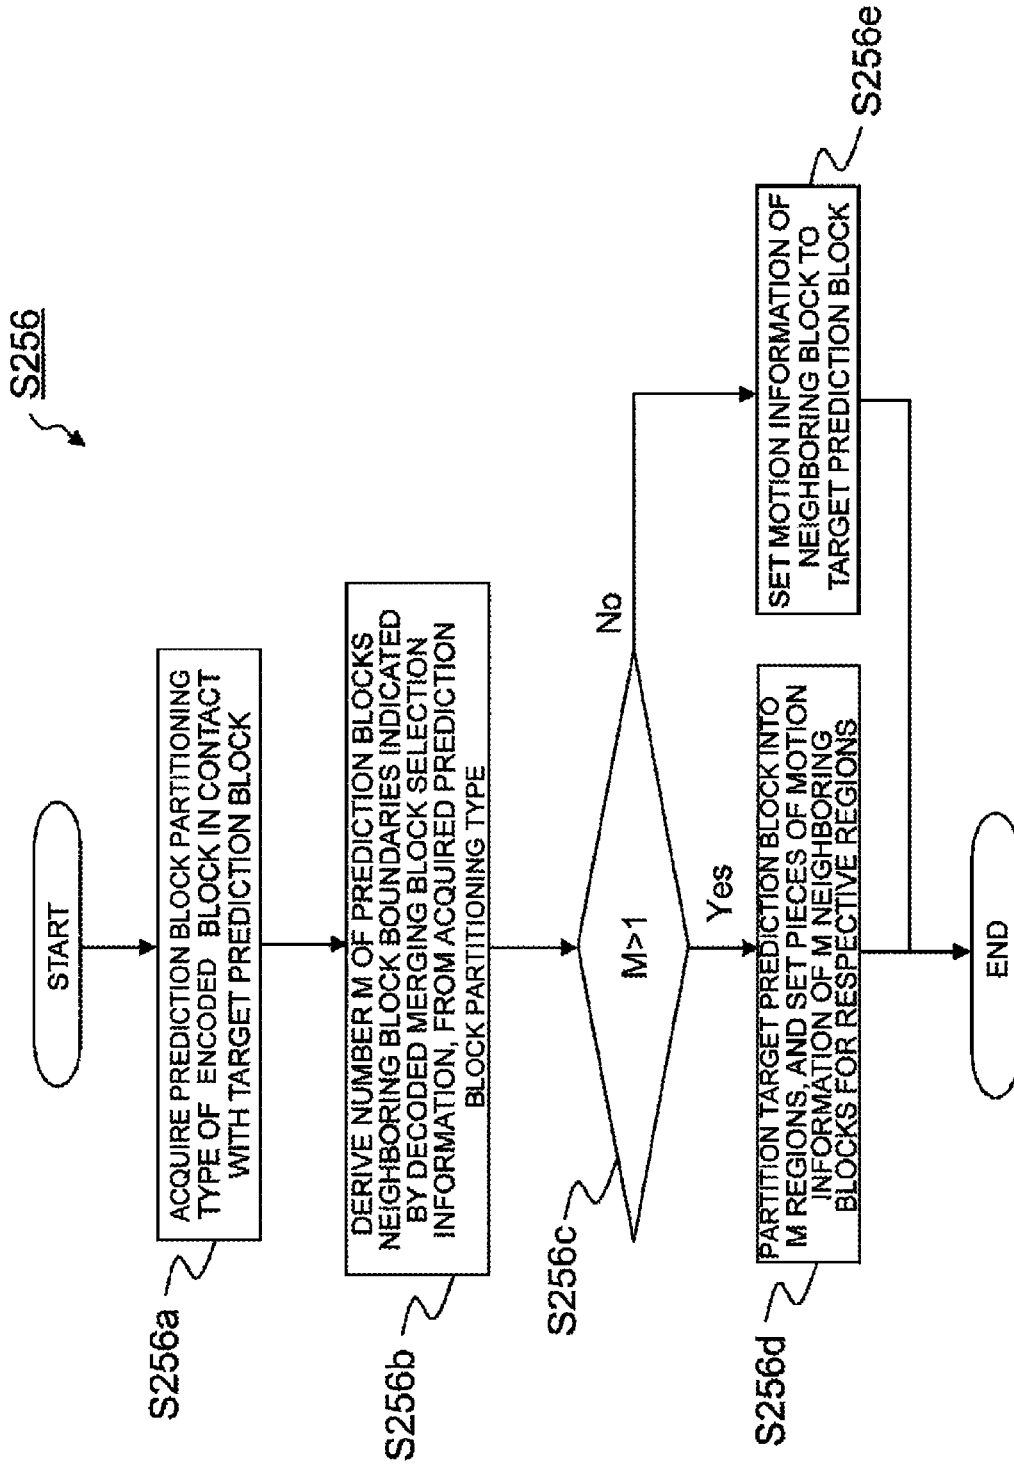 S256
START
S256a
ACQUIRE PREDICTION BLOCK PARTITIONING
TYPE OF ENCODED BLOCK IN CONTACT
WITH TARGET PREDICTION BLOCK
S256b
DERIVE NUMBER M OF PREDICTION BLOCKS
NEIGHBORING BLOCK BOUNDARIES INDICATED
BY DECODED MERGING BLOCK SELECTION
INFORMATION, FROM ACQUIRED PREDICTION
BLOCK PARTITIONING TYPE
S256c
M>1
No
Yes
S256d
PARTITION TARGET PREDICTION BLOCK INTO
M REGIONS, AND SET PIECES OF MOTION
INFORMATION OF M NEIGHBORING
BLOCKS FOR RESPECTIVE REGIONS
SET MOTION INFORMATION OF
NEIGHBORING BLOCK TO
TARGET PREDICTION BLOCK
S256e
END